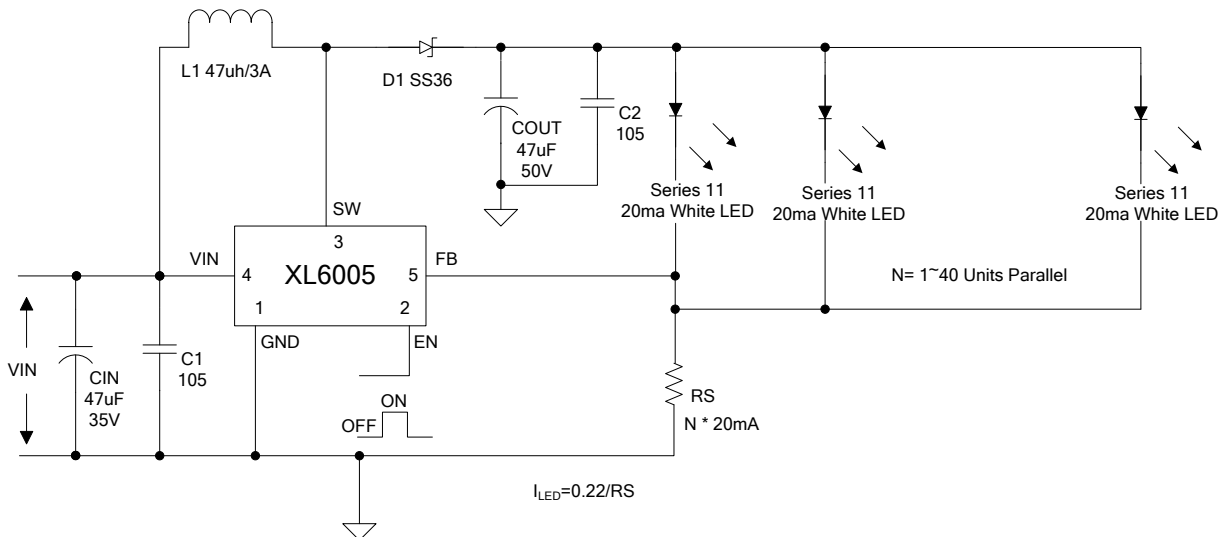 L1 47uh/3A
D1 SS36
COUT
47uF
50V
C2
105
Series 11
20ma White LED
Series 11
20ma White LED
Series 11
20ma White LED
SW
3
VIN
4
XL6005
5
FB
1
2
GND
EN
N= 1~40 Units Parallel
VIN
CIN
47uF
35V
C1
105
ON
OFF
RS
N * 20mA
I_LED=0.22/RS